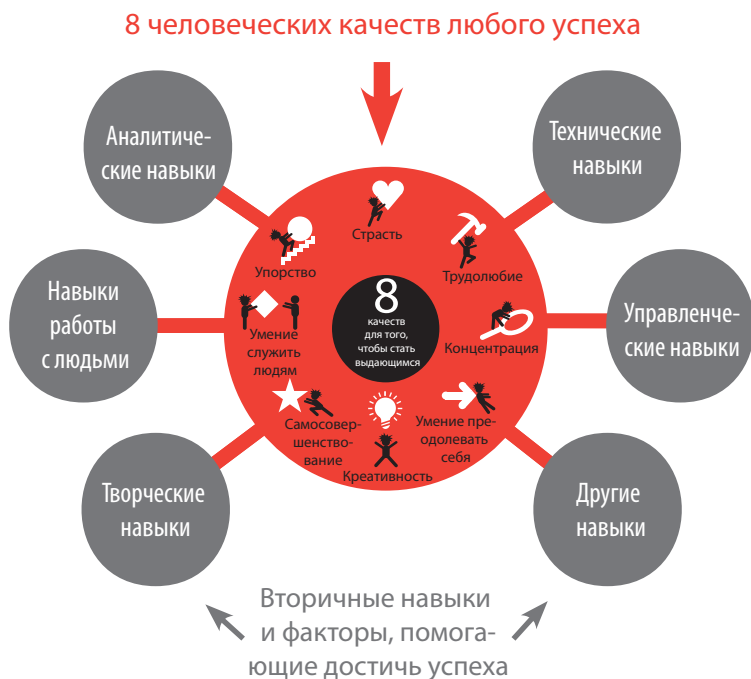 8 человеческих качеств любого успеха
Аналитиче-
ские навыки
Технические
навыки
Страсть
Упорство
Трудолюбие
Навыки
работы
с людьми
8
качеств
для того,
чтобы стать
выдающимся
Управленче-
ские навыки
Умение
служить
людям
Концентрация
Самосовер-
шенство-
вание
Креативность
Умение пре-
одолевать
себя
Творческие
навыки
Другие
навыки
Вторичные навыки
и факторы, помога-
ющие достичь успеха